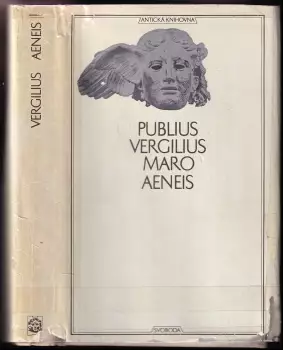 VERGILIUS AENEIS
ANTICKÁ KNIHOVNA
PUBLIUS
VERGILIUS
MARO
AENEIS
SVOBODA